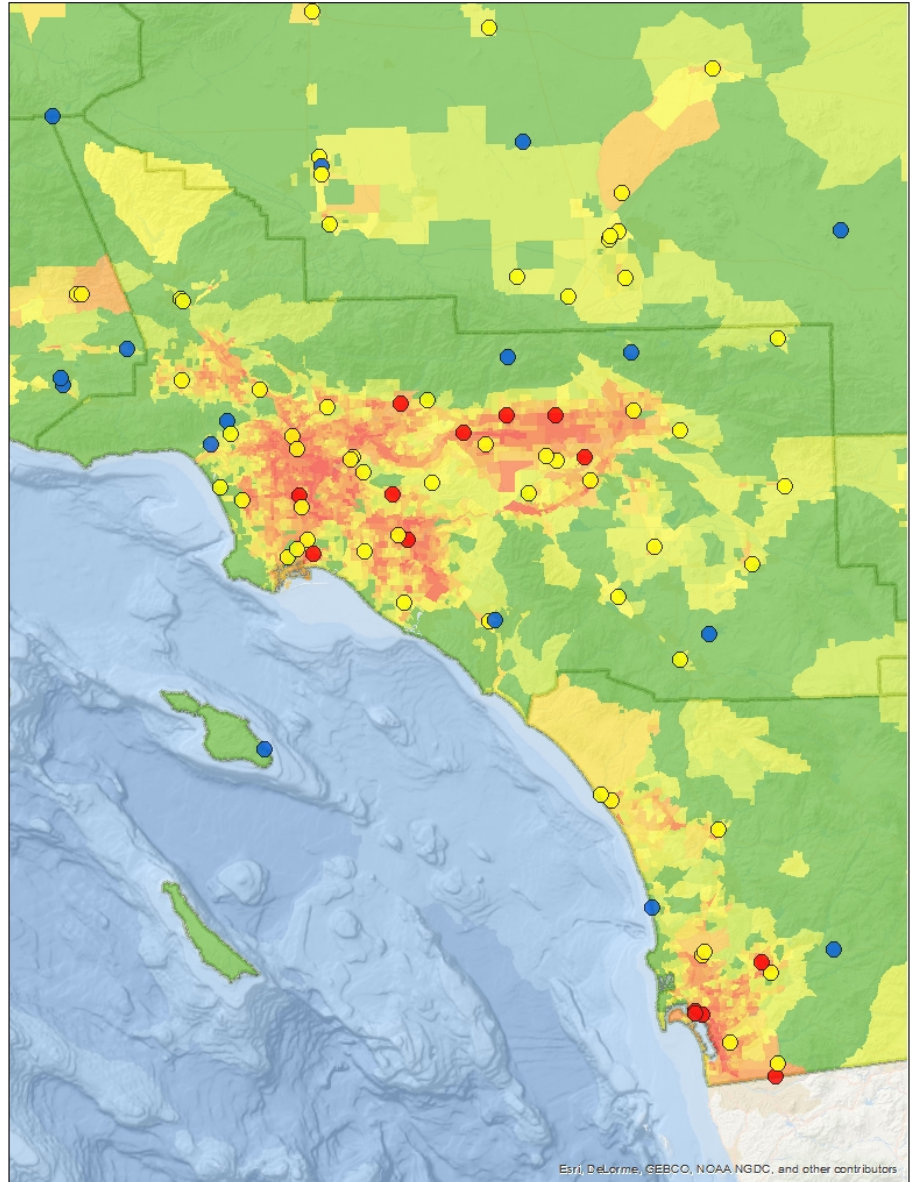 Esri, DeLorme, GEBCO, NOAA NGDC, and other contributors